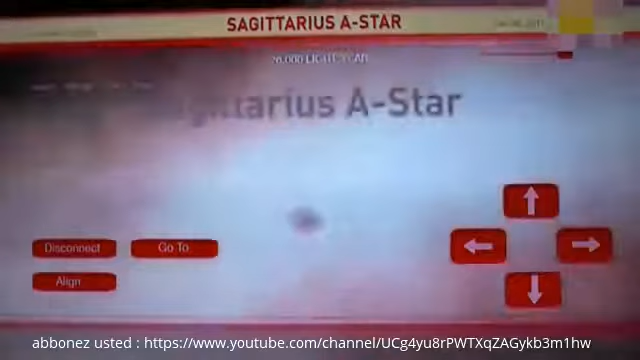 SAGITTARIUS A-STAR
26,000 LIGHT-YEAR
Sagittarius A-Star
Disconnect
Go To
Align
abbonez usted : https://www.youtube.com/channel/UCg4yu8rPWTXqZAGykb3m1hw